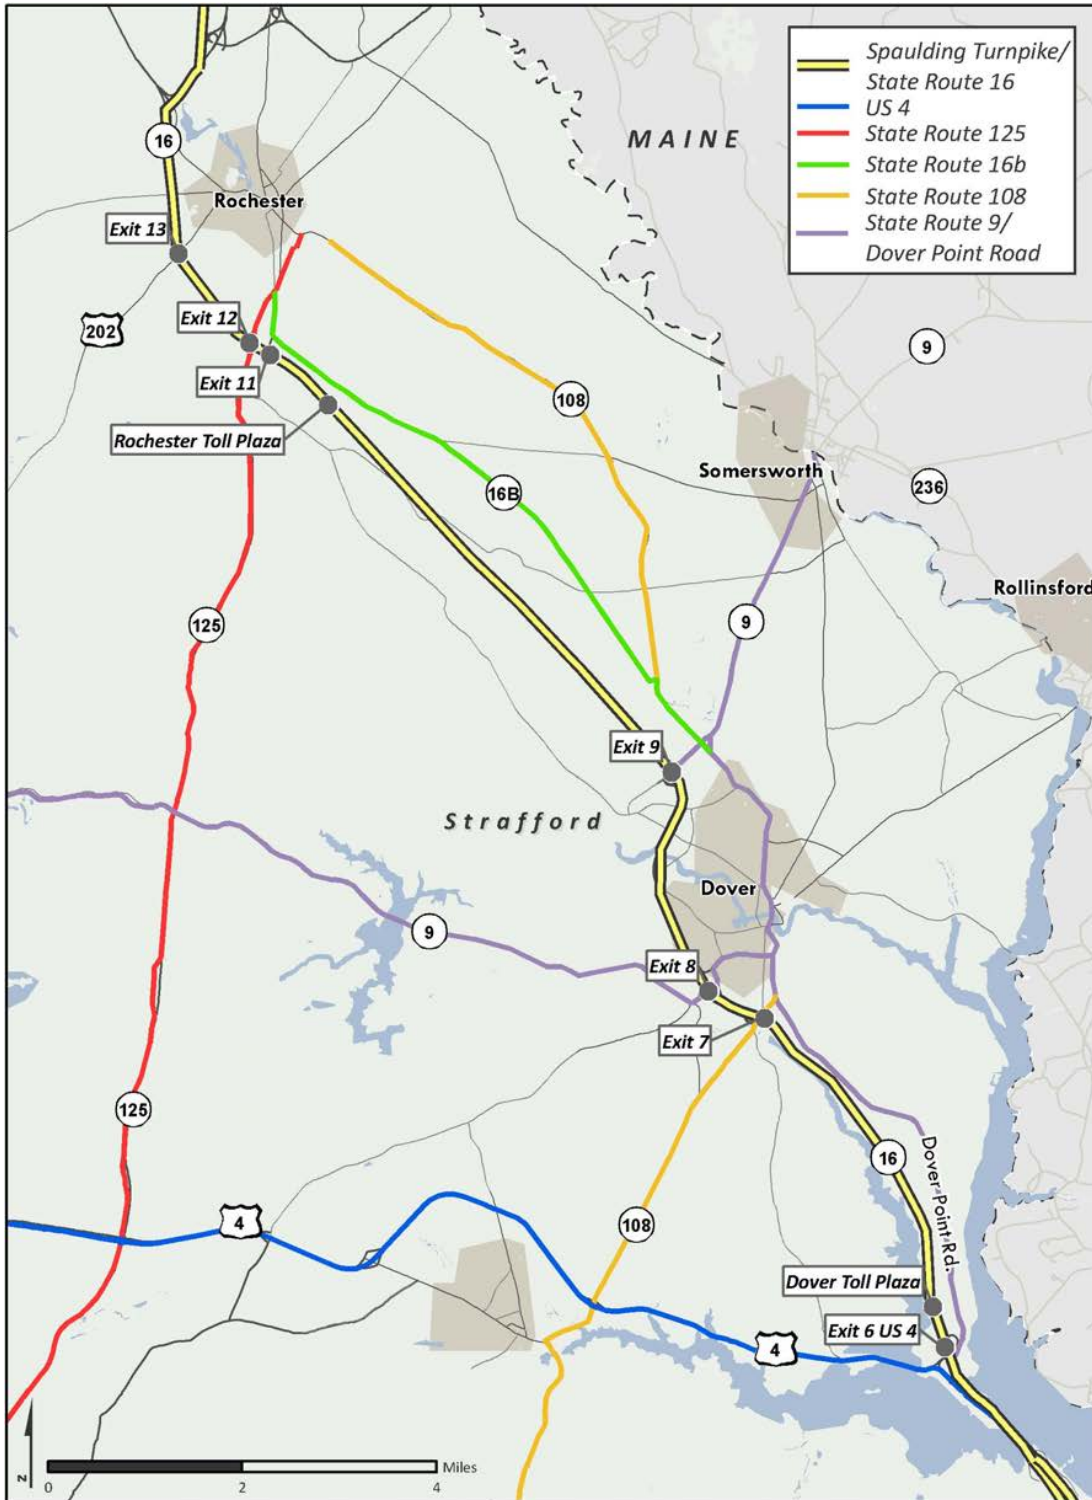 Spaulding Turnpike/
State Route 16
US 4
State Route 125
State Route 16b
State Route 108
State Route 9/
Dover Point Road
MAINE
16
Rochester
Exit 13
Exit 12
202
9
Exit 11
108
Rochester Toll Plaza
Somersworth
16B
236
Rollinsford
125
9
Exit 9
Strafford
Dover
9
Exit 8
Exit 7
125
16
Dover Point Rd.
4
108
Dover Toll Plaza
Exit 6 US 4
4
N
Miles
0 2 4